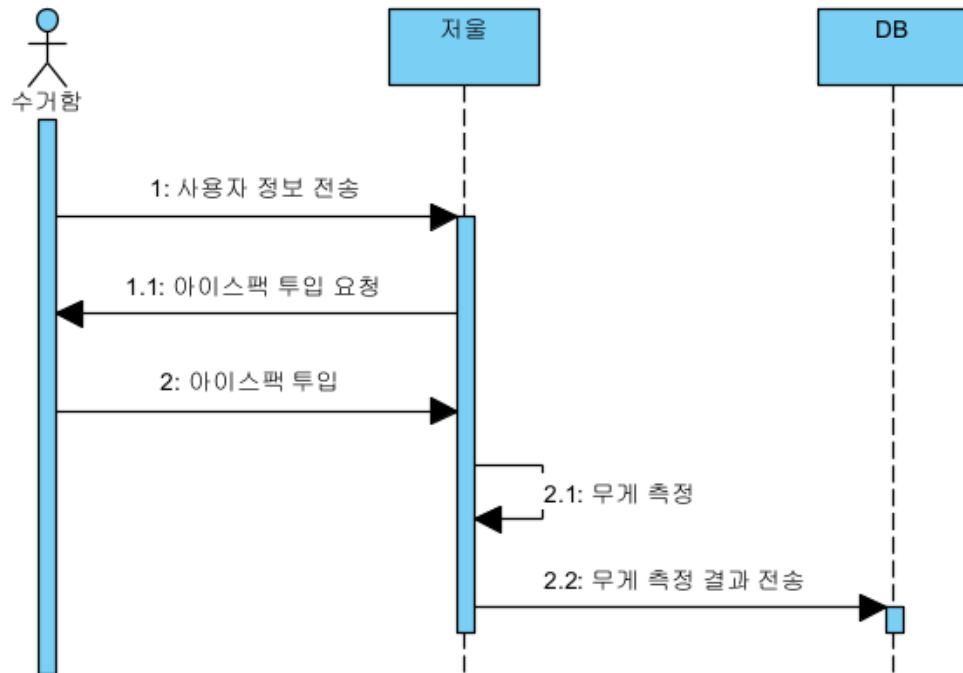 저울
DB
수거함
1: 사용자 정보 전송
1.1: 아이스팩 투입 요청
2: 아이스팩 투입
2.1: 무게 측정
2.2: 무게 측정 결과 전송